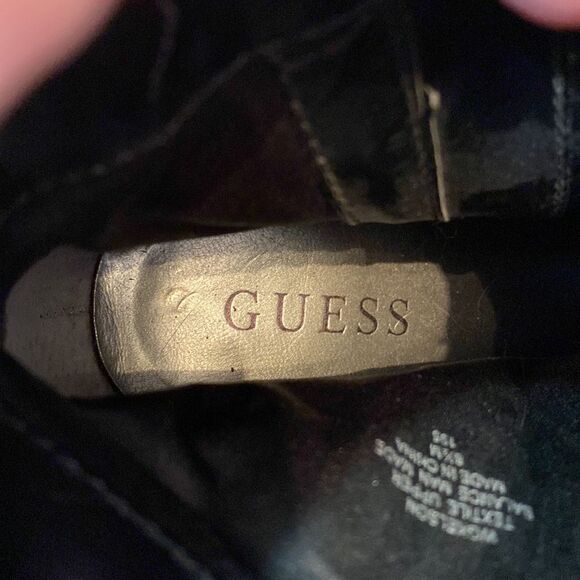 GUESS
TEXTILE UPPER
BALANCE MAN MADE
MADE IN CHINA